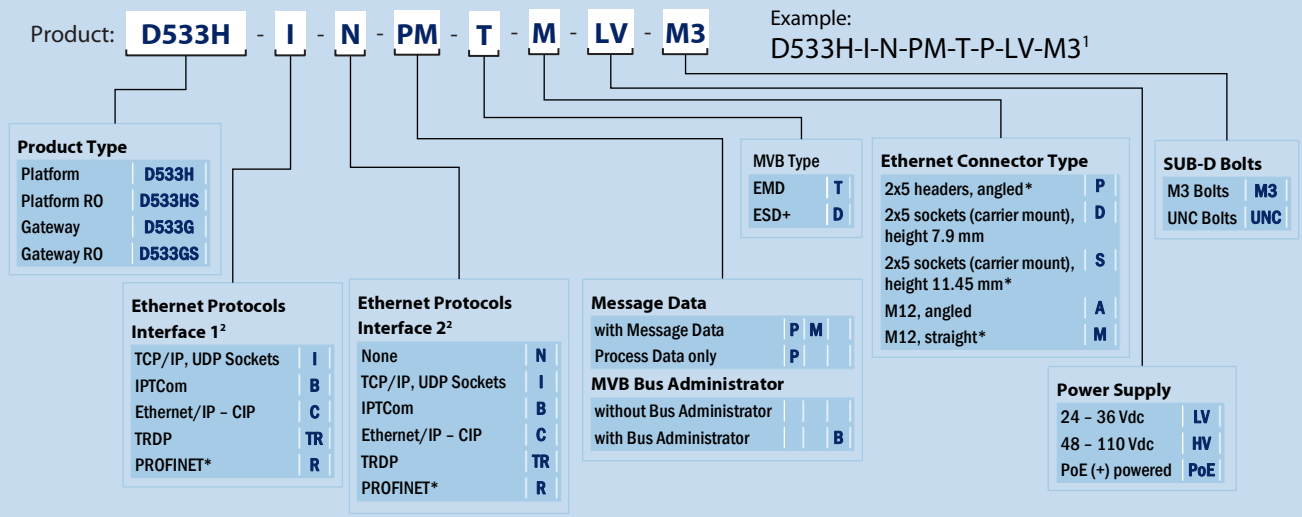 Product: D533H - I - N - PM - T - M - LV - M3
Example:
D533H-I-N-PM-T-P-LV-M3¹
Product Type
Platform D533H
Platform RO D533HS
Gateway D533G
Gateway RO D533GS
Ethernet Protocols
Interface 1²
TCP/IP, UDP Sockets I
IPTCom B
Ethernet/IP – CIP C
TRDP TR
PROFINET* R
Ethernet Protocols
Interface 2²
None N
TCP/IP, UDP Sockets I
IPTCom B
Ethernet/IP – CIP C
TRDP TR
PROFINET* R
Message Data
with Message Data P M
Process Data only P
MVB Bus Administrator
without Bus Administrator
with Bus Administrator B
MVB Type
EMD T
ESD+ D
Ethernet Connector Type
2x5 headers, angled* P
2x5 sockets (carrier mount), D
height 7.9 mm
2x5 sockets (carrier mount), S
height 11.45 mm*
M12, angled A
M12, straight* M
Power Supply
24 – 36 Vdc LV
48 – 110 Vdc HV
PoE (+) powered PoE
SUB-D Bolts
M3 Bolts M3
UNC Bolts UNC